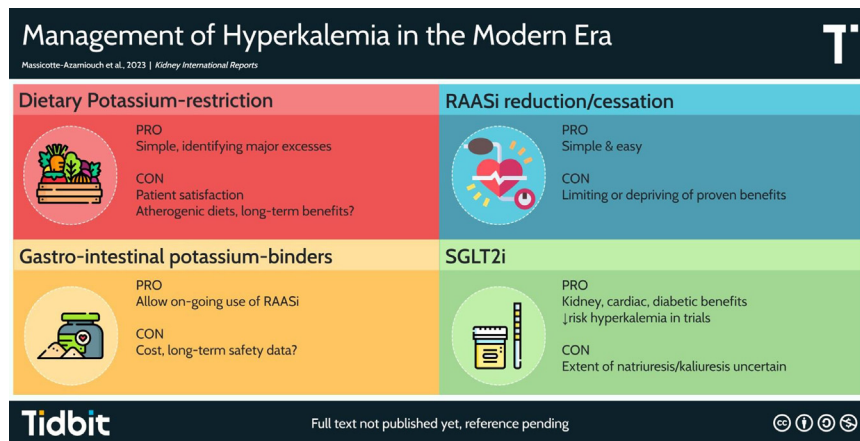 Management of Hyperkalemia in the Modern Era
Massicotte-Azarniouch et al., 2023 | Kidney International Reports
Dietary Potassium-restriction
PRO
Simple, identifying major excesses
CON
Patient satisfaction
Atherogenic diets, long-term benefits?
RAASi reduction/cessation
PRO
Simple & easy
CON
Limiting or depriving of proven benefits
Gastro-intestinal potassium-binders
PRO
Allow on-going use of RAASi
CON
Cost, long-term safety data?
SGLT2i
PRO
Kidney, cardiac, diabetic benefits
↓risk hyperkalemia in trials
CON
Extent of natriuresis/kaliuresis uncertain
Tidbit
Full text not published yet, reference pending